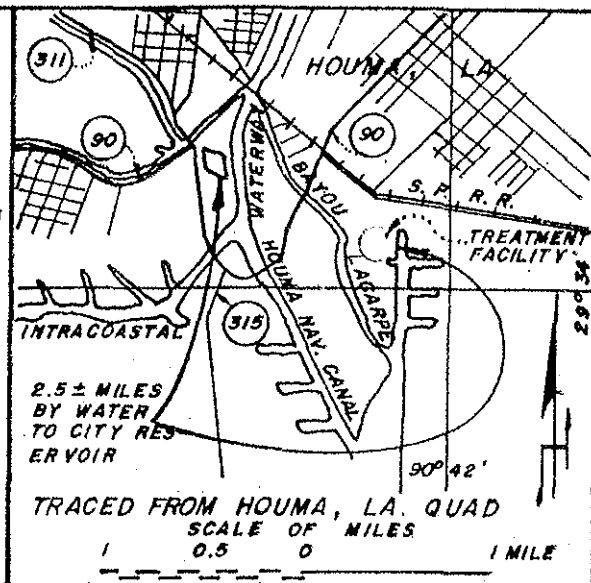 311
HOUMA, LA
90
90
WATERWAY
BAYOU
LAGARPE
S. P. R. R.
TREATMENT
FACILITY
29° 34'
HOUMA NAV. CANAL
315
INTRACOASTAL
2.5 ± MILES
BY WATER
TO CITY RES
ERVOIR
90° 42'
TRACED FROM HOUMA, LA. QUAD
SCALE OF MILES
1 0.5 0 1 MILE